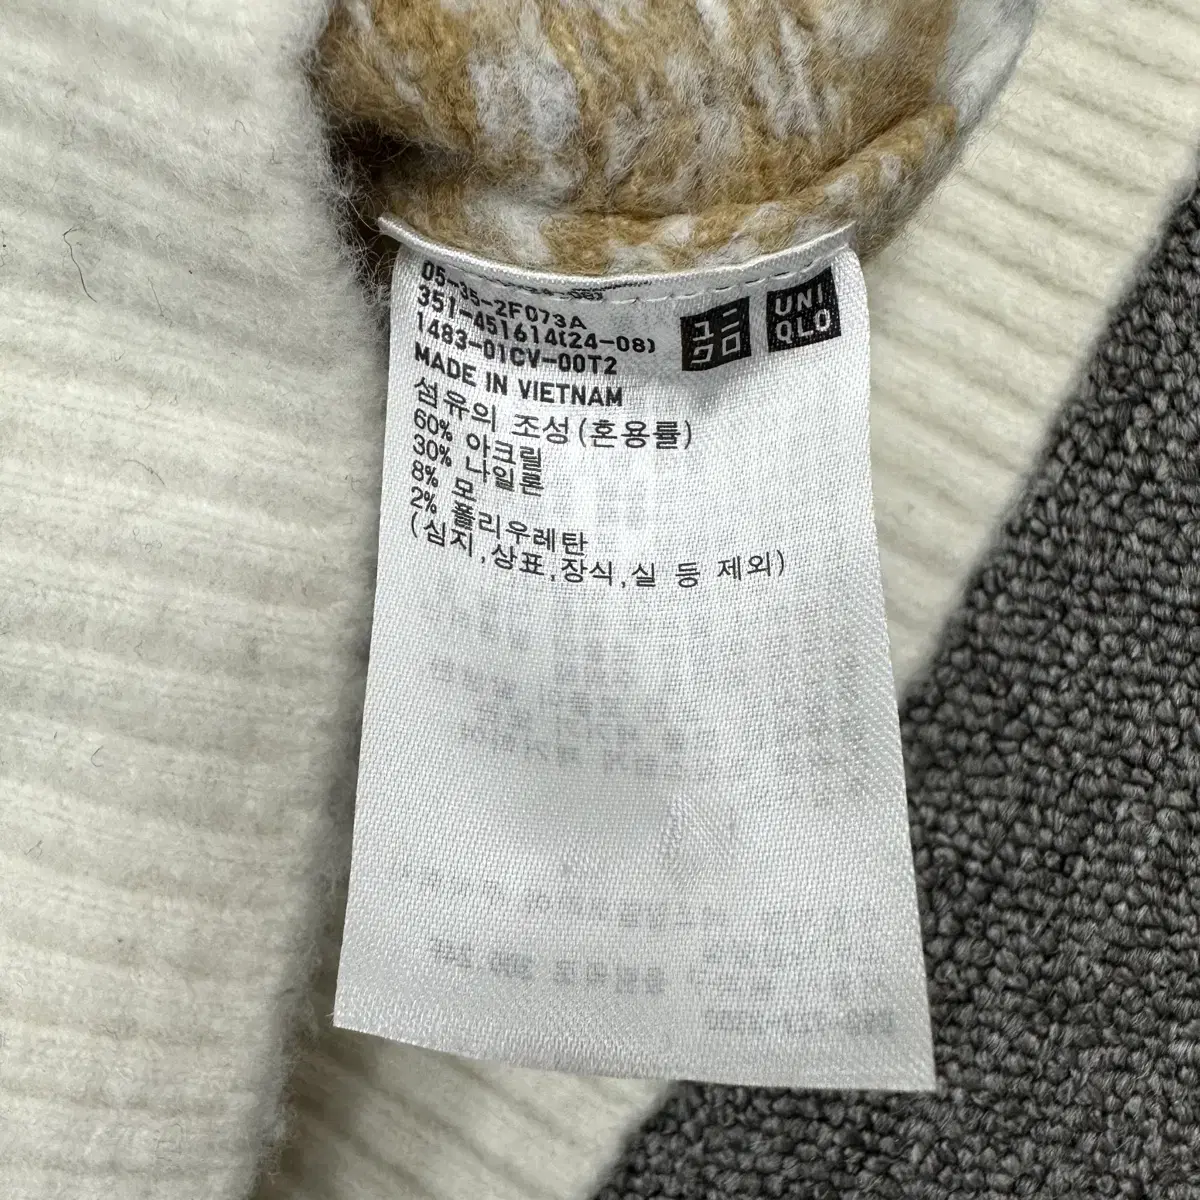 05-35-2F073A
351-451614(24-08)
1483-01CV-00T2
MADE IN VIETNAM
ユニ
クロ
UNI
QLO
섬유의 조성(혼용률)
60% 아크릴
30% 나일론
8% 모
2% 폴리우레탄
(심지,상표,장식,실 등 제외)